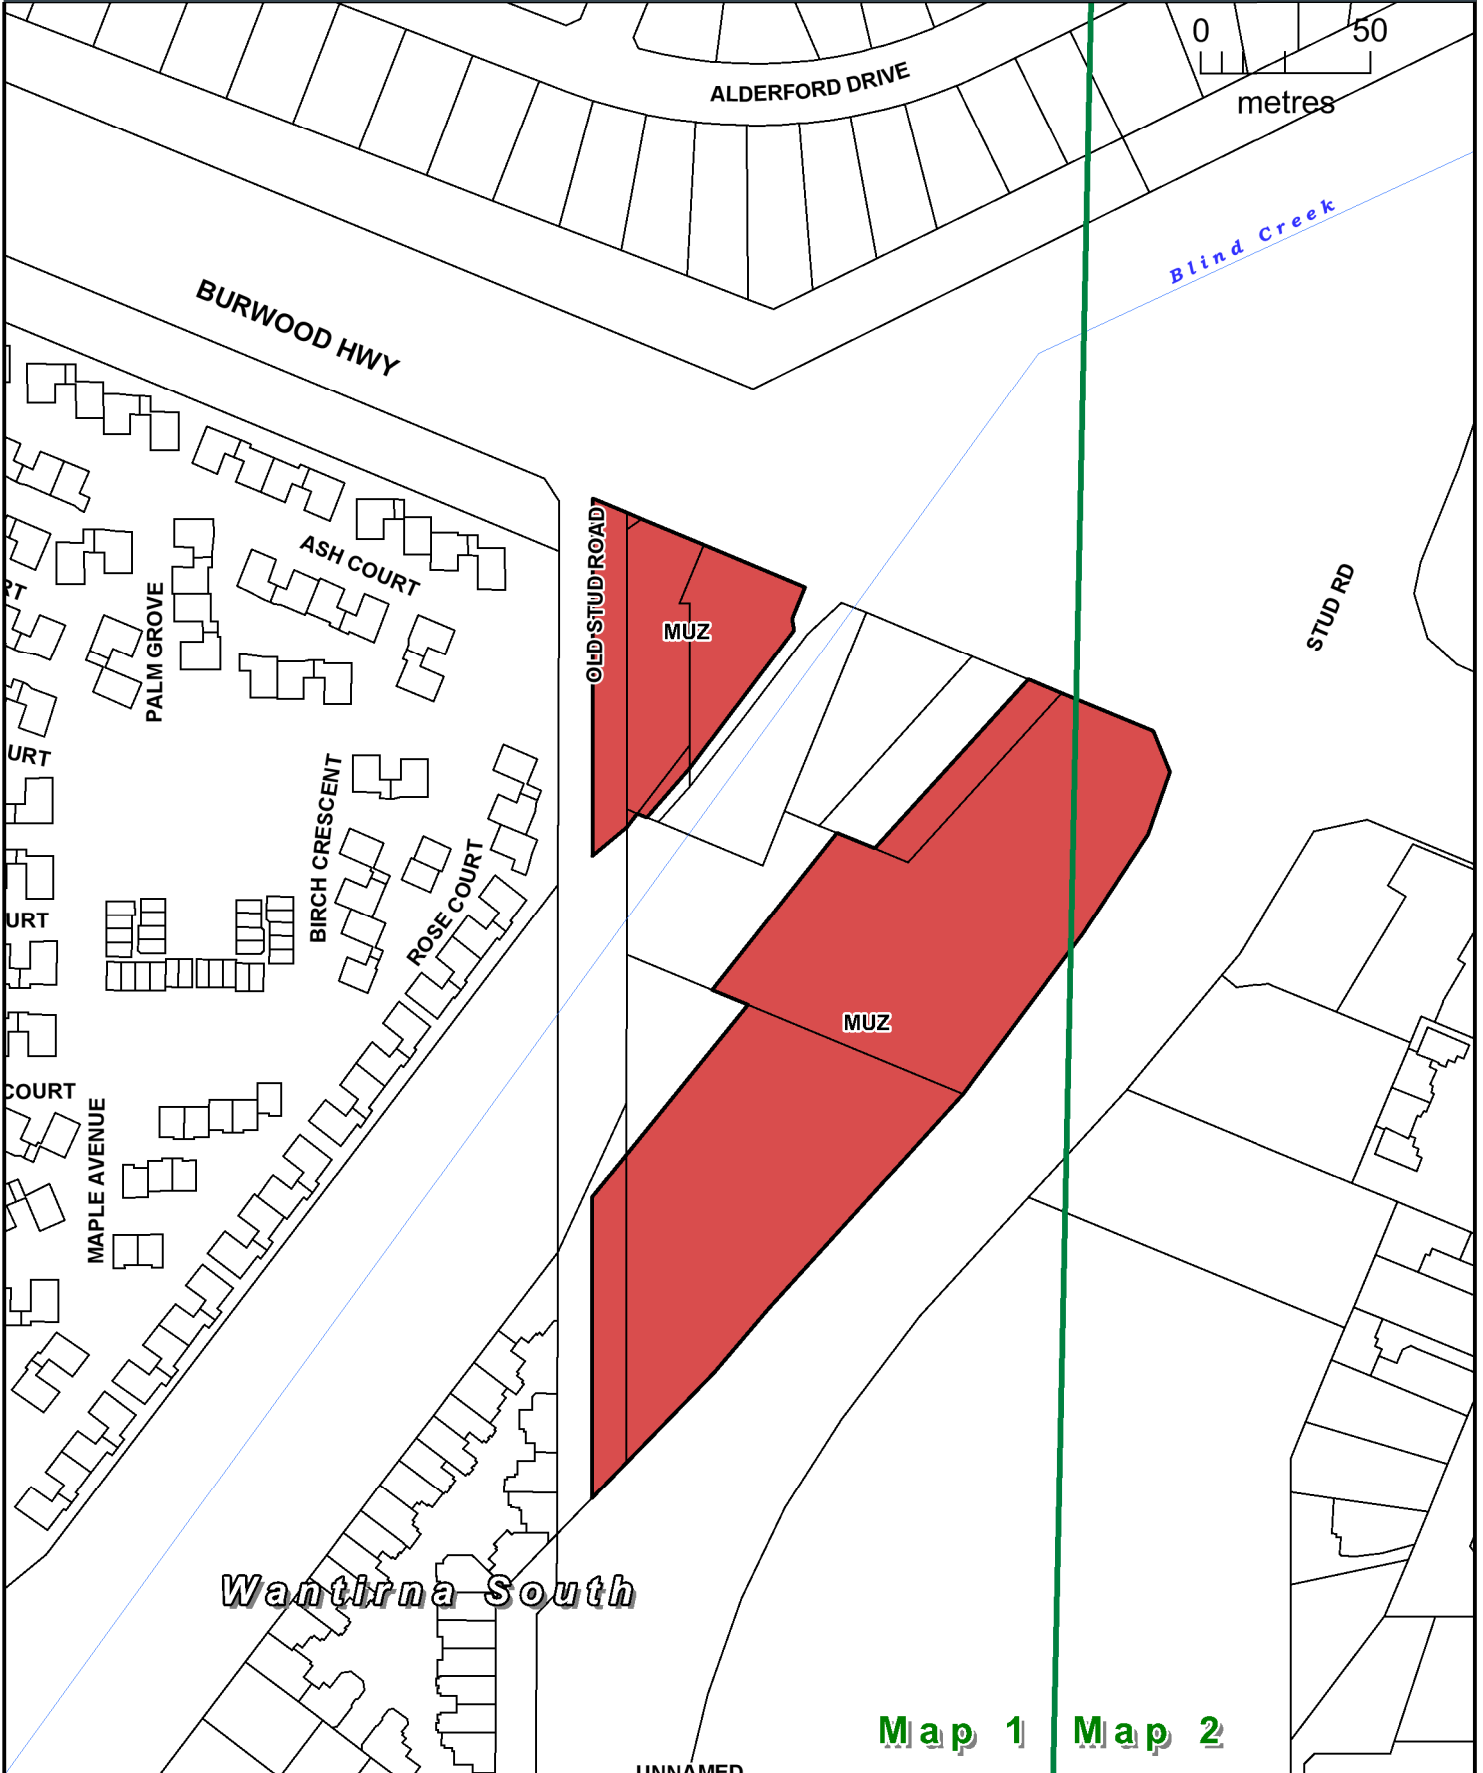 0 50
metres
ALDERFORD DRIVE
Blind Creek
BURWOOD HWY
OLD STUD ROAD
ASH COURT
STUD RD
RT
PALM GROVE
MUZ
URT
BIRCH CRESCENT
ROSE COURT
URT
MUZ
COURT
MAPLE AVENUE
Wantirna South
Map 1 Map 2
UNNAMED